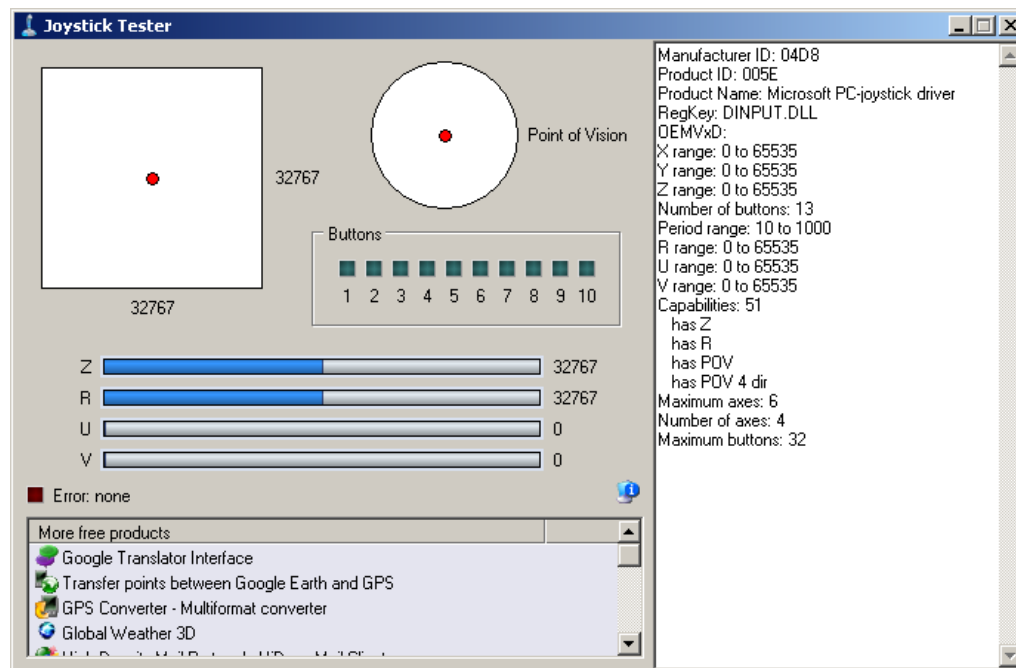 Joystick Tester
32767
32767
Point of Vision
Buttons
1 2 3 4 5 6 7 8 9 10
Z 32767
R 32767
U 0
V 0
Error: none
More free products
Google Translator Interface
Transfer points between Google Earth and GPS
GPS Converter - Multiformat converter
Global Weather 3D
Manufacturer ID: 04D8
Product ID: 005E
Product Name: Microsoft PC-joystick driver
RegKey: DINPUT.DLL
OEMVxD:
X range: 0 to 65535
Y range: 0 to 65535
Z range: 0 to 65535
Number of buttons: 13
Period range: 10 to 1000
R range: 0 to 65535
U range: 0 to 65535
V range: 0 to 65535
Capabilities: 51
has Z
has R
has POV
has POV 4 dir
Maximum axes: 6
Number of axes: 4
Maximum buttons: 32